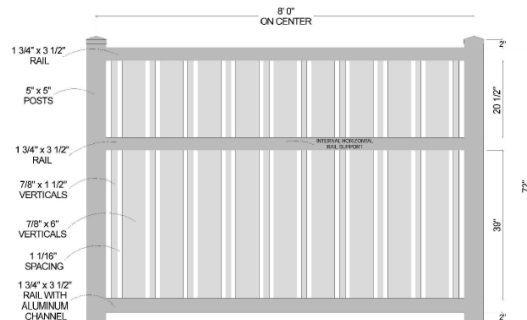 8' 0"
ON CENTER
1 3/4" x 3 1/2"
RAIL
2"
5" x 5"
POSTS
20 1/2"
1 3/4" x 3 1/2"
RAIL
INTERNAL HORIZONTAL
RAIL SUPPORT
7/8" x 1 1/2"
VERTICALS
72"
7/8" x 6"
VERTICALS
39"
1 1/16"
SPACING
1 3/4" x 3 1/2"
RAIL WITH
ALUMINUM
CHANNEL
2"